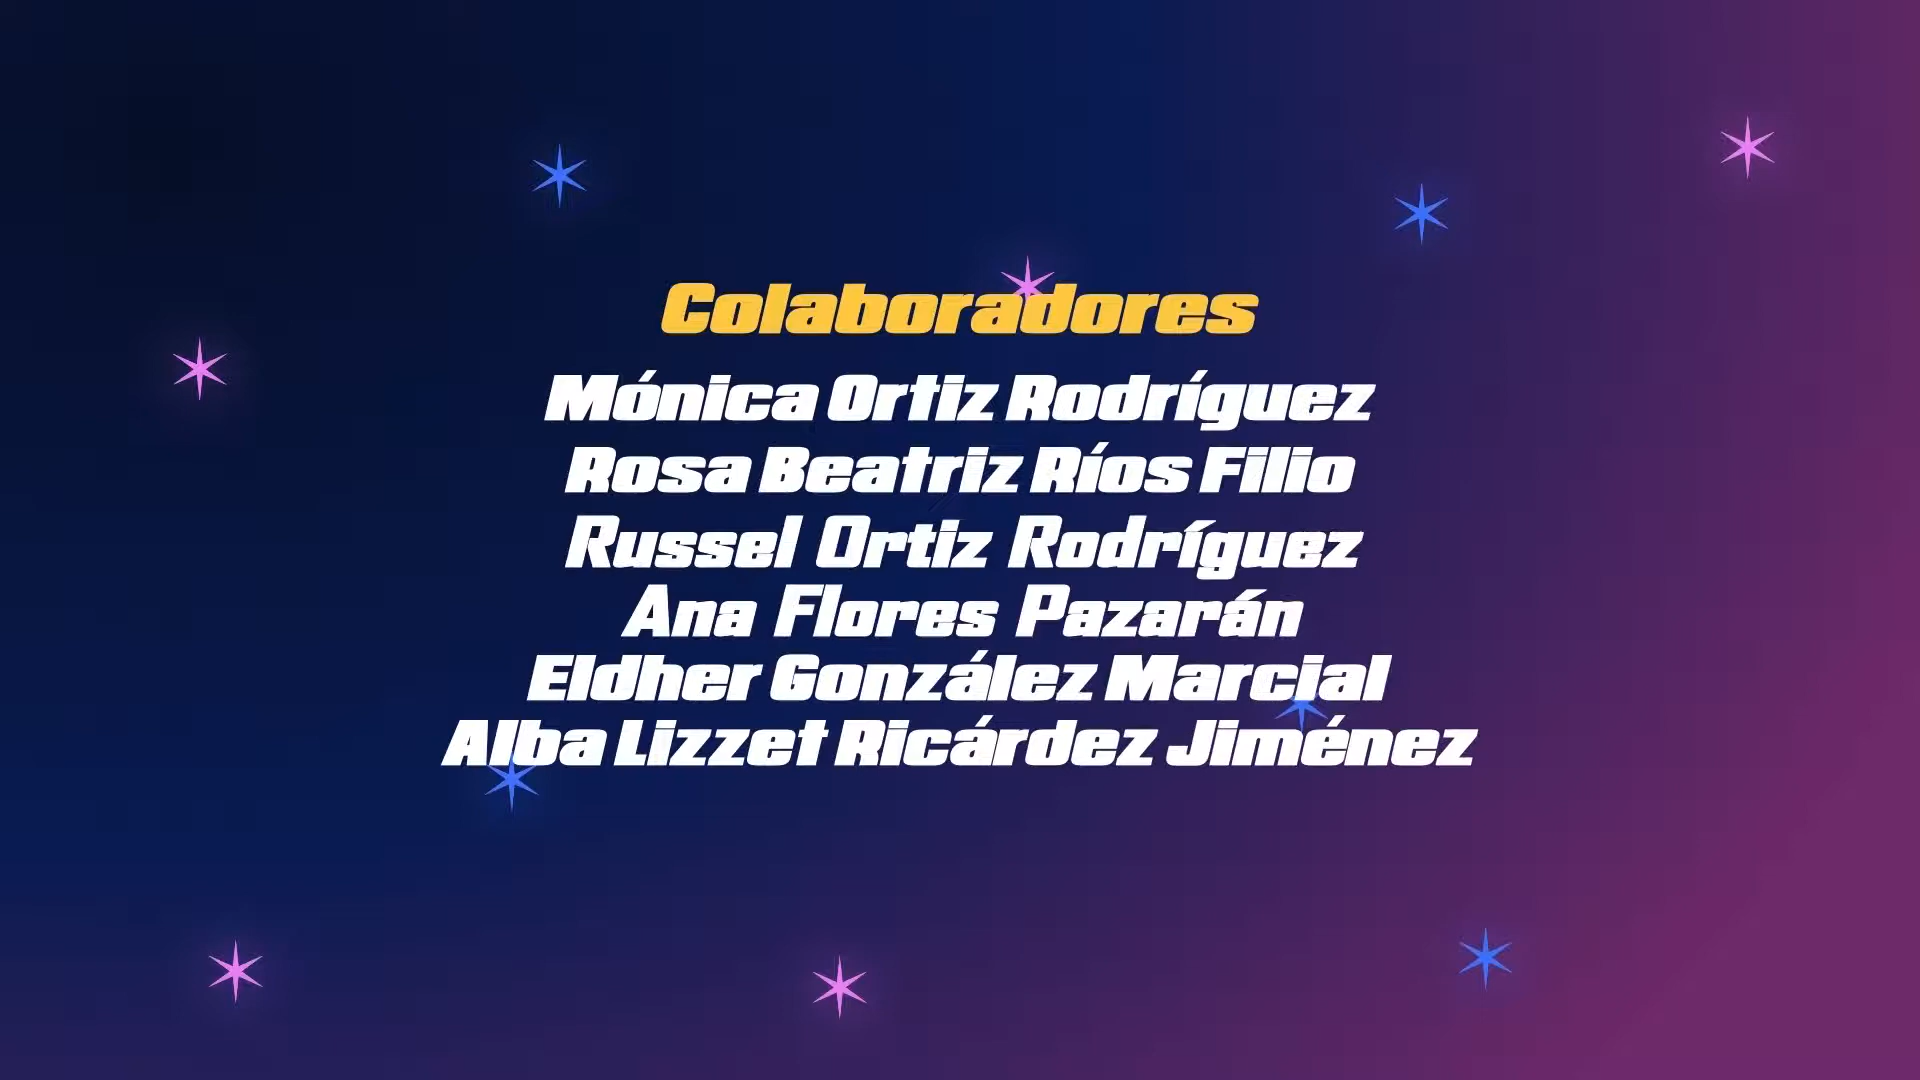 Colaboradores
Mónica Ortiz Rodríguez
Rosa Beatriz Ríos Filio
Russel Ortiz Rodríguez
Ana Flores Pazarán
Eldher González Marcial
Alba Lizzet Ricárdez Jiménez